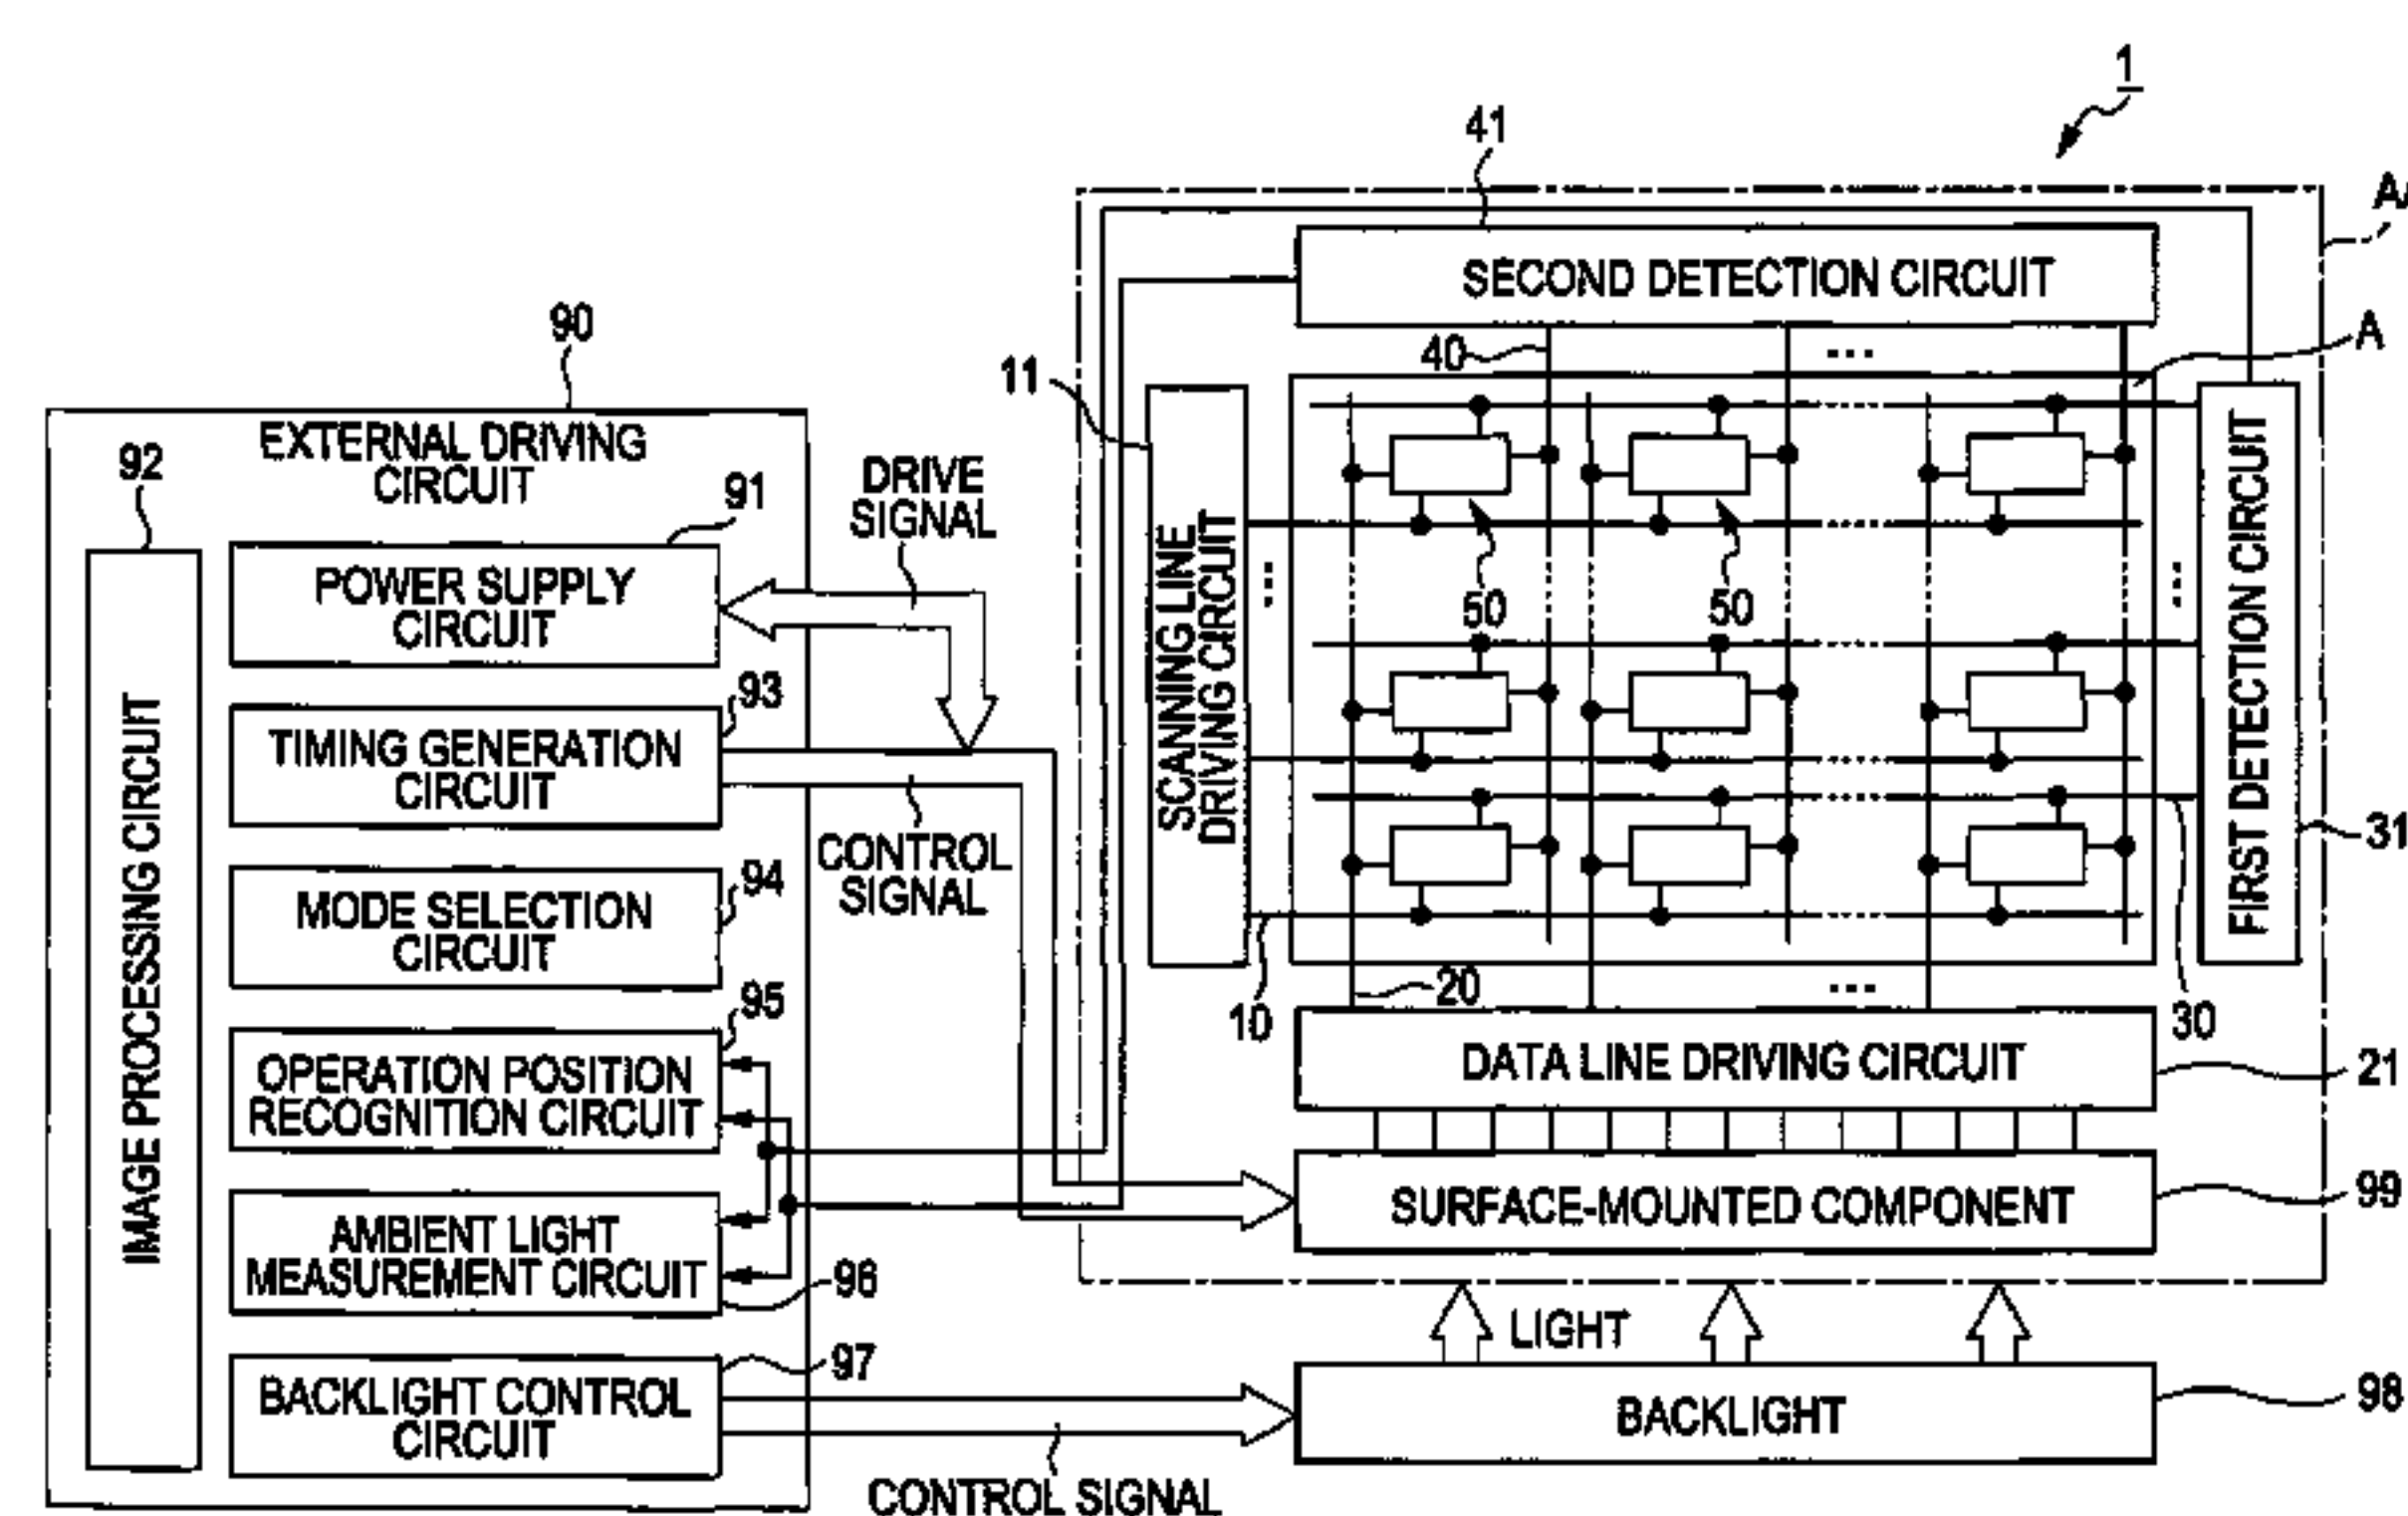 1
41
A
SECOND DETECTION CIRCUIT
90
40
...
A
11
EXTERNAL DRIVING
CIRCUIT
92
91
DRIVE
SIGNAL
POWER SUPPLY
CIRCUIT
50
50
SCANNING LINE
DRIVING CIRCUIT
FIRST DETECTION CIRCUIT
...
...
93
TIMING GENERATION
CIRCUIT
IMAGE PROCESSING CIRCUIT
CONTROL
SIGNAL
31
94
MODE SELECTION
CIRCUIT
95
20
...
10
30
OPERATION POSITION
RECOGNITION CIRCUIT
DATA LINE DRIVING CIRCUIT
21
AMBIENT LIGHT
MEASUREMENT CIRCUIT
96
SURFACE-MOUNTED COMPONENT
99
LIGHT
97
BACKLIGHT CONTROL
CIRCUIT
BACKLIGHT
98
CONTROL SIGNAL